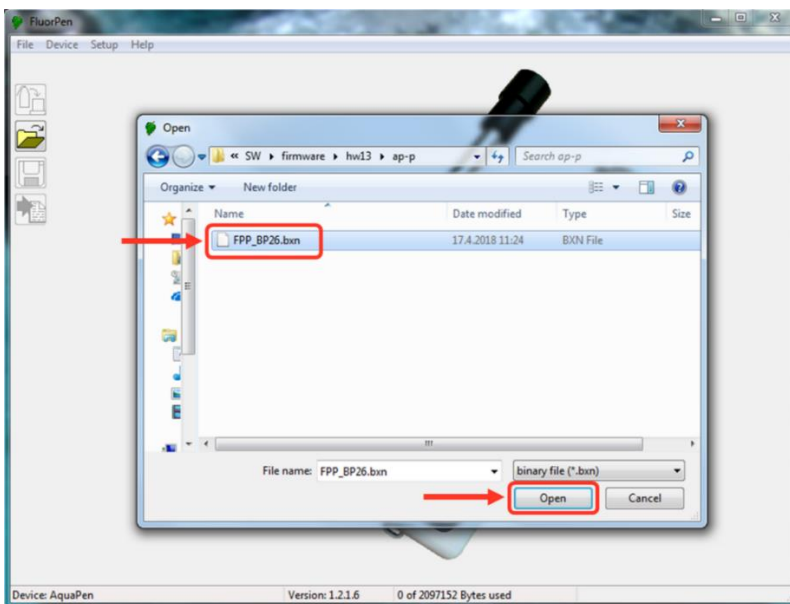 FluorPen
File Device Setup Help
Open
« SW ▸ firmware ▸ hw13 ▸ ap-p
Search ap-p
Organize ▾ New folder
Name Date modified Type Size
FPP_BP26.bxn 17.4.2018 11:24 BXN File
File name: FPP_BP26.bxn binary file (*.bxn)
Open Cancel
Device: AquaPen Version: 1.2.1.6 0 of 2097152 Bytes used